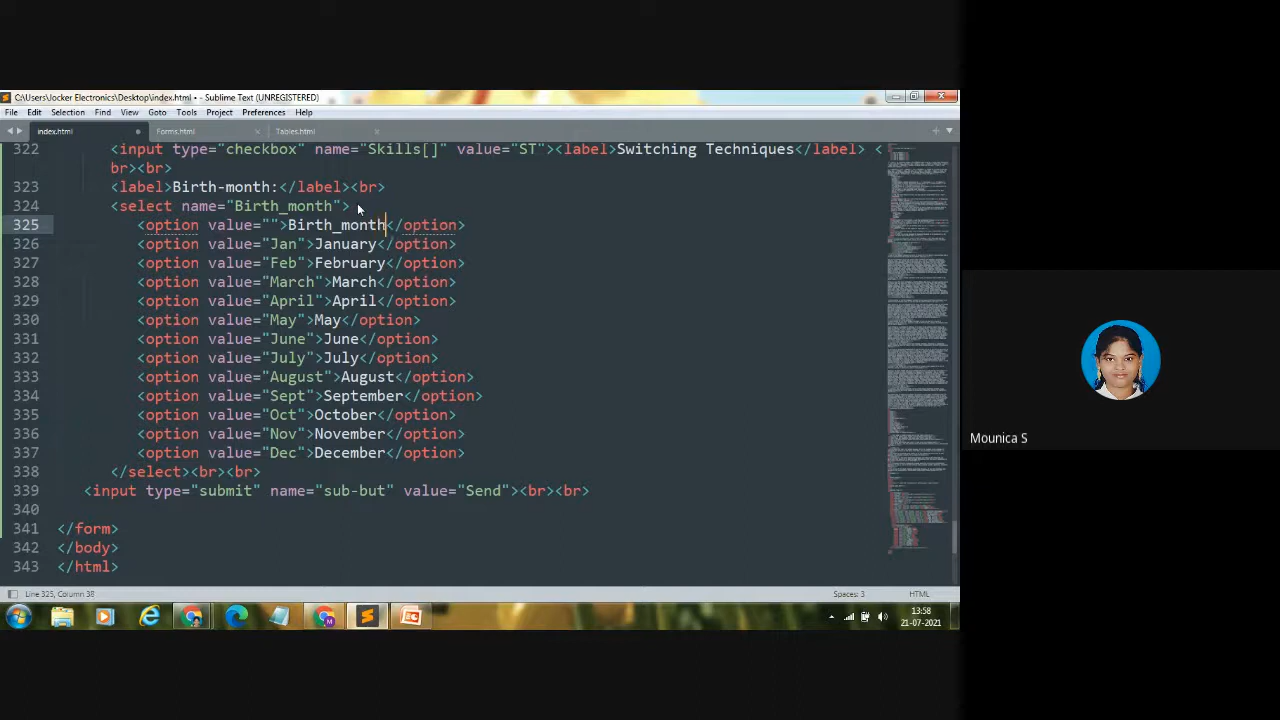 C:\Users\Jocker Electronics\Desktop\index.html • - Sublime Text (UNREGISTERED)
File Edit Selection Find View Goto Tools Project Preferences Help
index.html Forms.html Tables.html
322 <input type="checkbox" name="Skills[]" value="ST"><label>Switching Techniques</label> <
br><br>
323 <label>Birth-month:</label><br>
324 <select name="Birth_month">
325 <option value="">Birth_month</option>
326 <option value="Jan">January</option>
327 <option value="Feb">February</option>
328 <option value="March">March</option>
329 <option value="April">April</option>
330 <option value="May">May</option>
331 <option value="June">June</option>
332 <option value="July">July</option>
333 <option value="August">August</option>
334 <option value="Sept">September</option>
335 <option value="Oct">October</option>
336 <option value="Nov">November</option>
337 <option value="Dec">December</option>
338 </select><br><br>
339 <input type="submit" name="sub-but" value="Send"><br><br>
340
341 </form>
342 </body>
343 </html>
Line 325, Column 38 Spaces: 3 HTML
13:58
21-07-2021
Mounica S